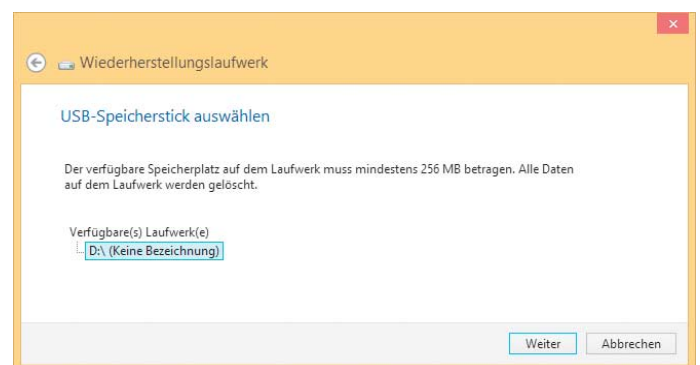 Wiederherstellungslaufwerk
USB-Speicherstick auswählen
Der verfügbare Speicherplatz auf dem Laufwerk muss mindestens 256 MB betragen. Alle Daten
auf dem Laufwerk werden gelöscht.
Verfügbare(s) Laufwerk(e)
D:\ (Keine Bezeichnung)
Weiter Abbrechen